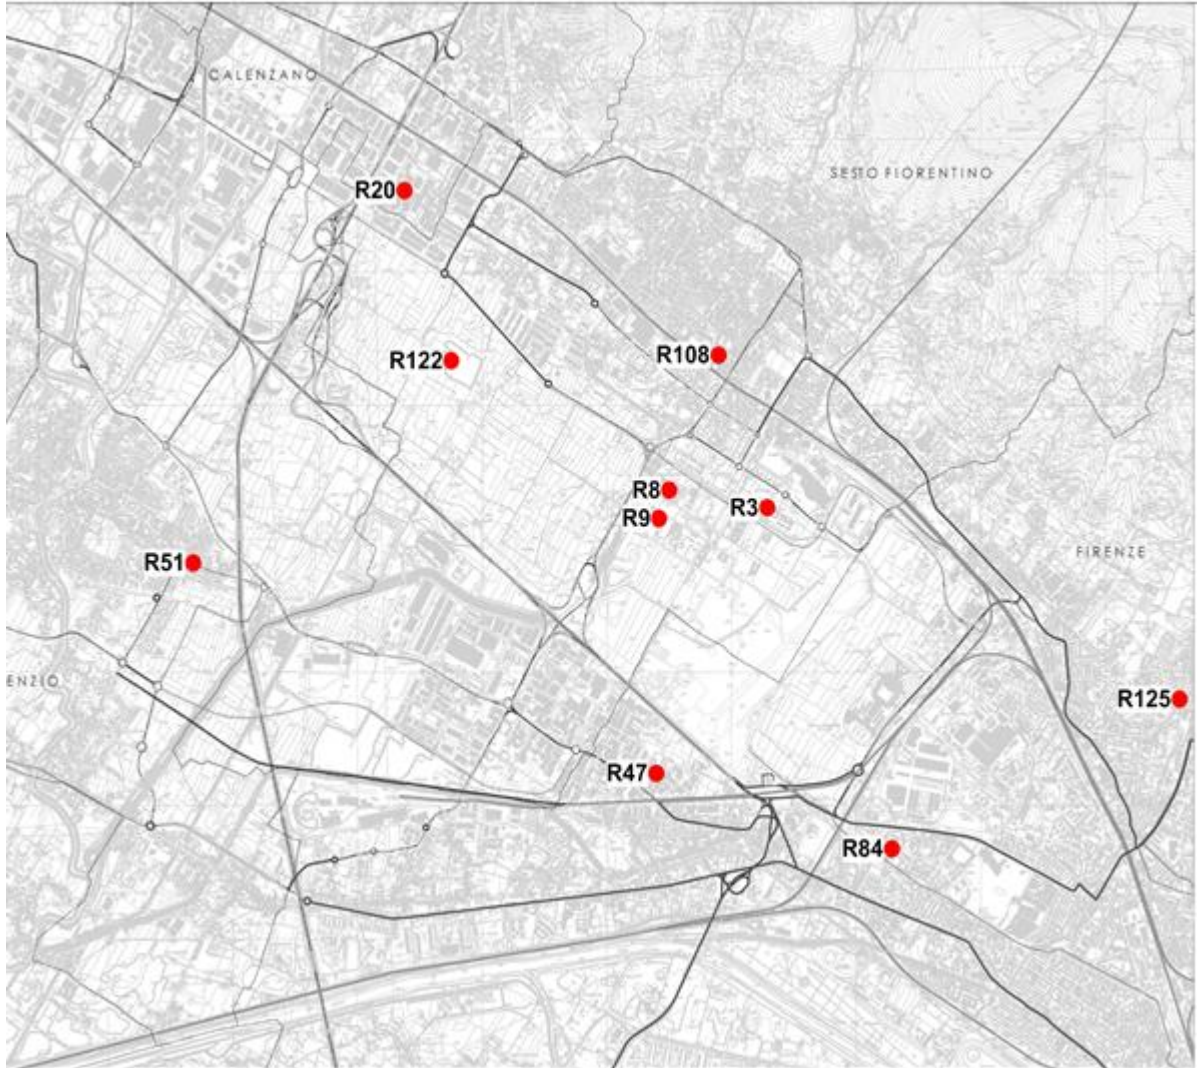 CALENZANO
SESTO FIORENTINO
R20
R108
R122
R8
R3
R9
FIRENZE
R51
ENZIO
R125
R47
R84